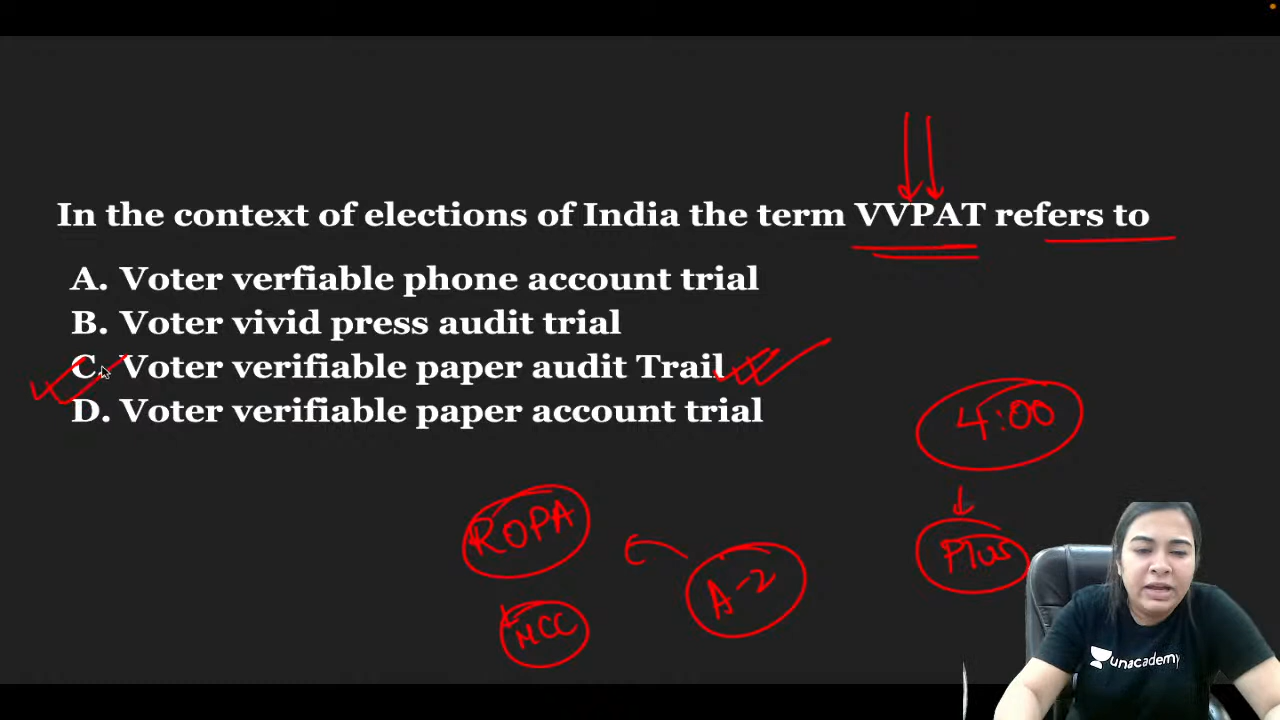 In the context of elections of India the term VVPAT refers to
A. Voter verfiable phone account trial
B. Voter vivid press audit trial
C. Voter verifiable paper audit Trail
D. Voter verifiable paper account trial
4:00
ROPA
Plus
A-2
MCC
unacademy